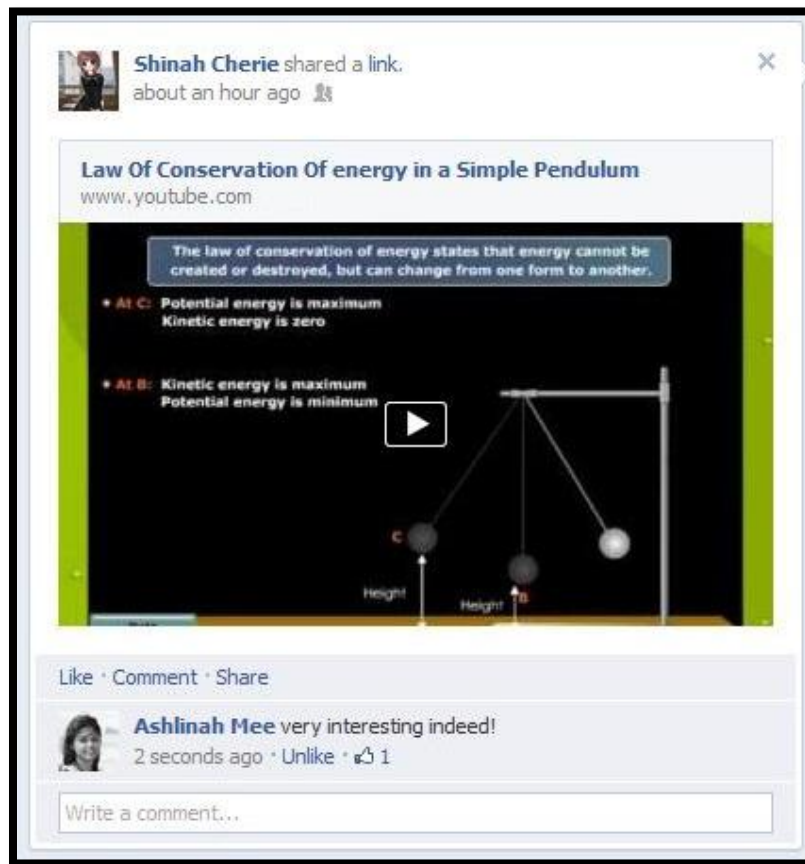 Shinah Cherie shared a link.
about an hour ago
Law Of Conservation Of energy in a Simple Pendulum
www.youtube.com
The law of conservation of energy states that energy cannot be
created or destroyed, but can change from one form to another.
• At C: Potential energy is maximum
Kinetic energy is zero
• At B: Kinetic energy is maximum
Potential energy is minimum
C
B
Height
Height
Like · Comment · Share
Ashlinah Mee very interesting indeed!
2 seconds ago · Unlike · 1
Write a comment...